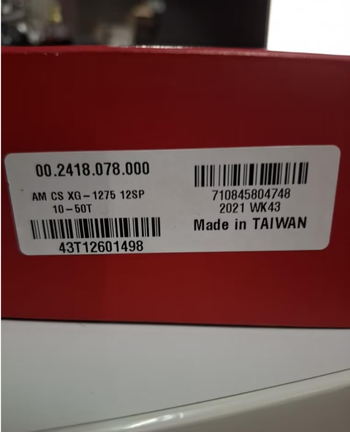 00.2418.078.000
AM CS XG-1275 12SP
10-50T
43T12601498
710845804748
2021 WK43
Made in TAIWAN